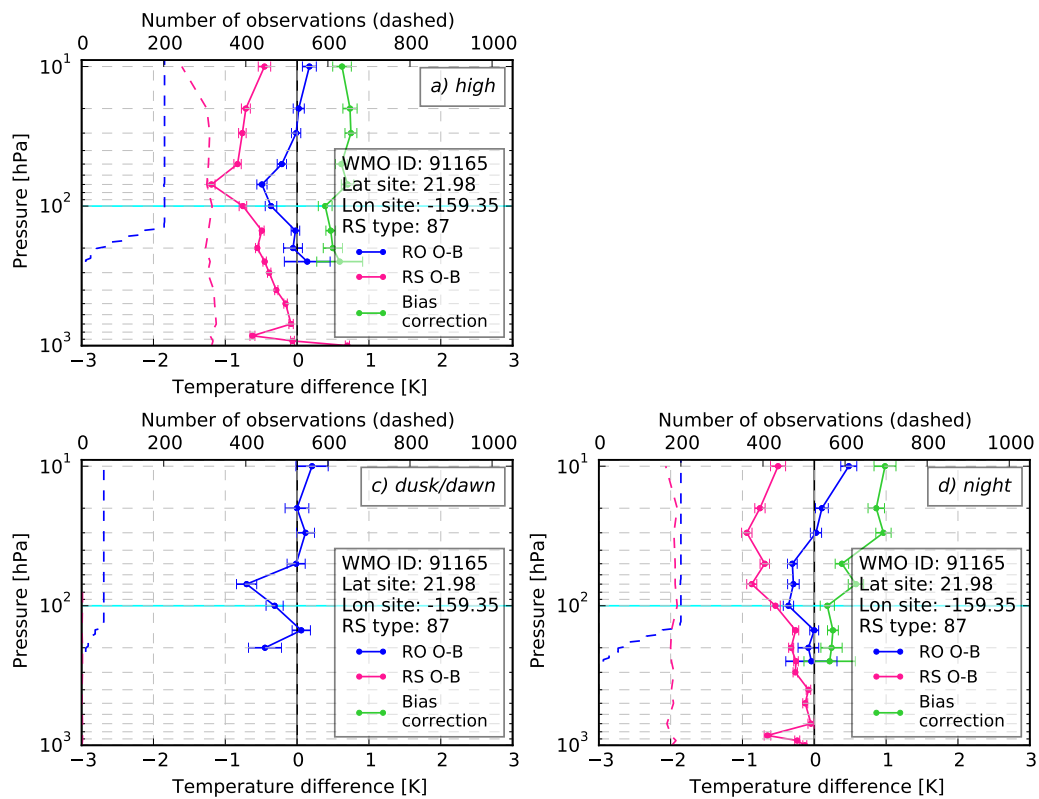 Number of observations (dashed)
0 200 400 600 800 1000
a) high
10¹
10²
10³
Pressure [hPa]
WMO ID: 91165
Lat site: 21.98
Lon site: -159.35
RS type: 87
RO O-B
RS O-B
Bias
correction
−3 −2 −1 0 1 2 3
Temperature difference [K]
Number of observations (dashed)
0 200 400 600 800 1000
c) dusk/dawn
10¹
10²
10³
Pressure [hPa]
WMO ID: 91165
Lat site: 21.98
Lon site: -159.35
RS type: 87
RO O-B
RS O-B
Bias
correction
−3 −2 −1 0 1 2 3
Temperature difference [K]
Number of observations (dashed)
0 200 400 600 800 1000
d) night
10¹
10²
10³
Pressure [hPa]
WMO ID: 91165
Lat site: 21.98
Lon site: -159.35
RS type: 87
RO O-B
RS O-B
Bias
correction
−3 −2 −1 0 1 2 3
Temperature difference [K]